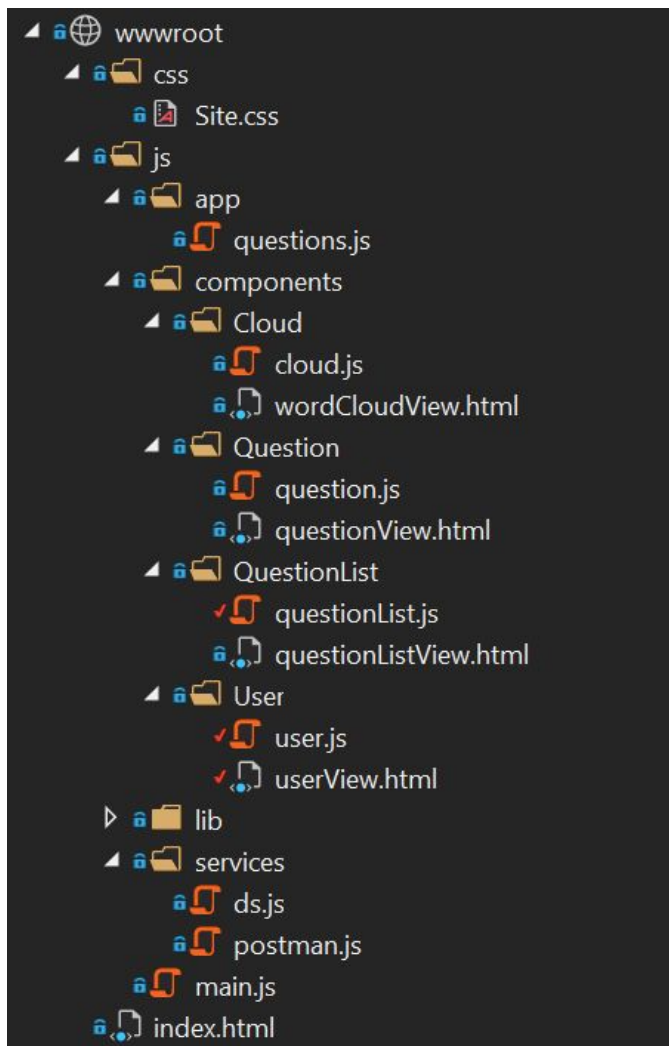 wwwroot
css
Site.css
js
app
questions.js
components
Cloud
cloud.js
wordCloudView.html
Question
question.js
questionView.html
QuestionList
questionList.js
questionListView.html
User
user.js
userView.html
lib
services
ds.js
postman.js
main.js
index.html